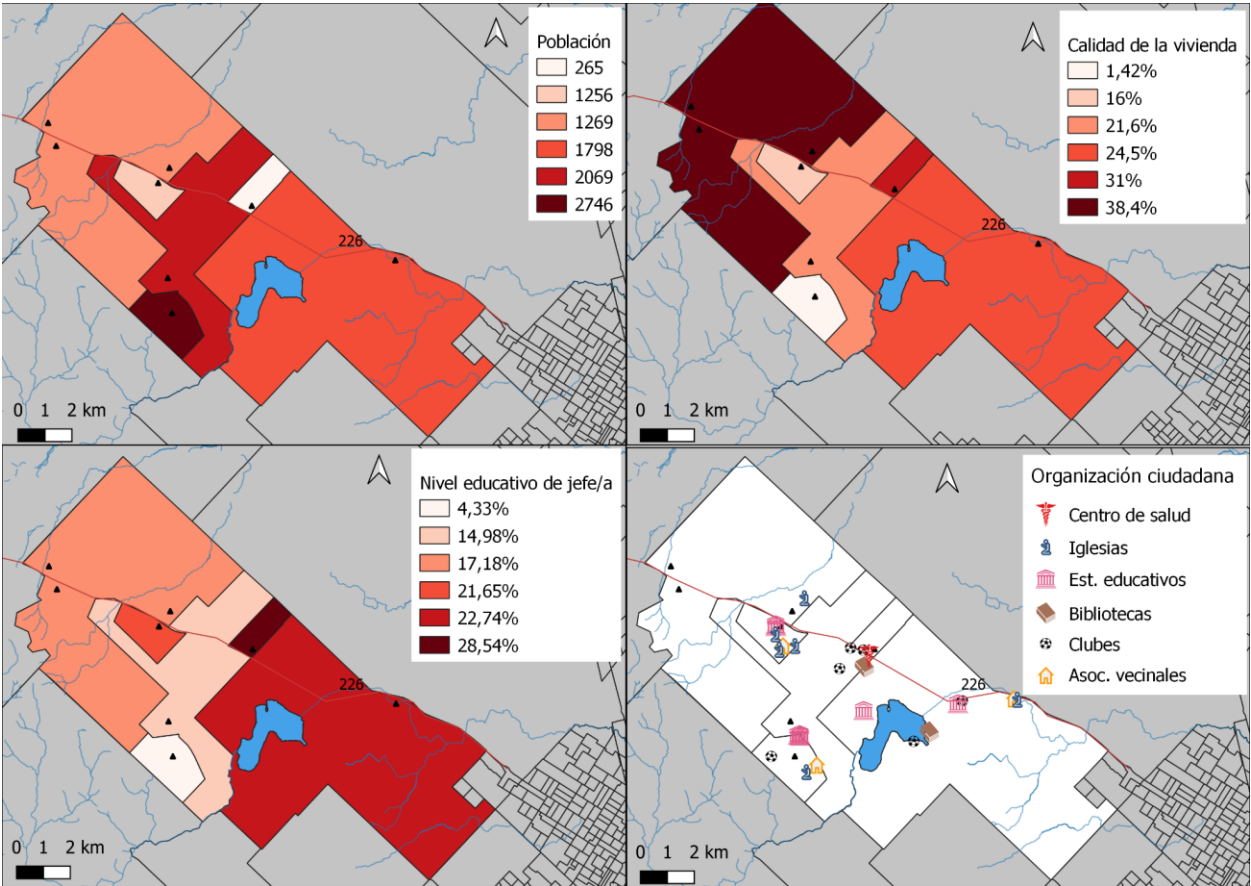 Población
265
1256
1269
1798
2069
2746
226
0 1 2 km
Calidad de la vivienda
1,42%
16%
21,6%
24,5%
31%
38,4%
226
0 1 2 km
Nivel educativo de jefe/a
4,33%
14,98%
17,18%
21,65%
22,74%
28,54%
226
0 1 2 km
Organización ciudadana
Centro de salud
Iglesias
Est. educativos
Bibliotecas
Clubes
Asoc. vecinales
226
0 1 2 km